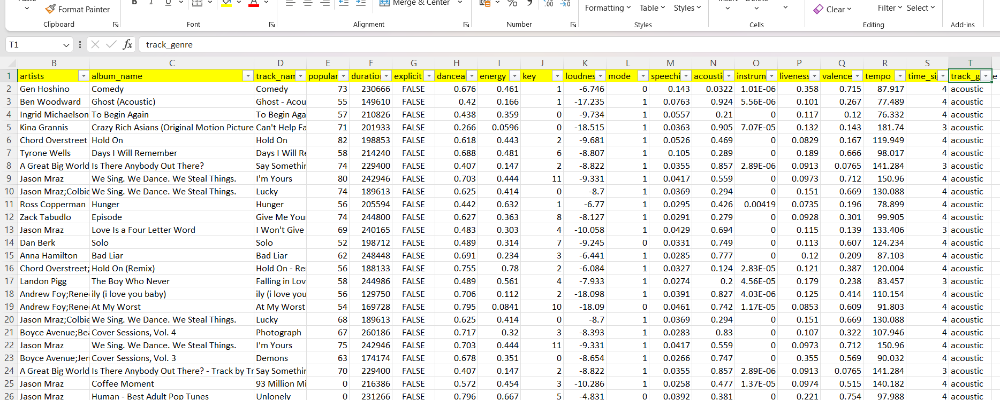 Format Painter
B I U A
Merge & Center
% 9 .00
Formatting Table Styles
Clear
Filter Select
Clipboard Font Alignment Number Styles Cells Editing Add-ins
T1 fx track_genre
B C D E F G H I J K L M N O P Q R S T
1 artists album_name track_nam popular duratio explicit danceal energy key loudnes mode speechi acousti instrum liveness valence tempo time_si track_g e
2 Gen Hoshino Comedy Comedy 73 230666 FALSE 0.676 0.461 1 -6.746 0 0.143 0.0322 1.01E-06 0.358 0.715 87.917 4 acoustic
3 Ben Woodward Ghost (Acoustic) Ghost - Acou 55 149610 FALSE 0.42 0.166 1 -17.235 1 0.0763 0.924 5.56E-06 0.101 0.267 77.489 4 acoustic
4 Ingrid Michaelson To Begin Again To Begin Aga 57 210826 FALSE 0.438 0.359 0 -9.734 1 0.0557 0.21 0 0.117 0.12 76.332 4 acoustic
5 Kina Grannis Crazy Rich Asians (Original Motion Picture Can't Help Fa 71 201933 FALSE 0.266 0.0596 0 -18.515 1 0.0363 0.905 7.07E-05 0.132 0.143 181.74 3 acoustic
6 Chord Overstreet Hold On Hold On 82 198853 FALSE 0.618 0.443 2 -9.681 1 0.0526 0.469 0 0.0829 0.167 119.949 4 acoustic
7 Tyrone Wells Days I Will Remember Days I Will Re 58 214240 FALSE 0.688 0.481 6 -8.807 1 0.105 0.289 0 0.189 0.666 98.017 4 acoustic
8 A Great Big World Is There Anybody Out There? Say Somethin 74 229400 FALSE 0.407 0.147 2 -8.822 1 0.0355 0.857 2.89E-06 0.0913 0.0765 141.284 3 acoustic
9 Jason Mraz We Sing. We Dance. We Steal Things. I'm Yours 80 242946 FALSE 0.703 0.444 11 -9.331 1 0.0417 0.559 0 0.0973 0.712 150.96 4 acoustic
10 Jason Mraz;Colbie We Sing. We Dance. We Steal Things. Lucky 74 189613 FALSE 0.625 0.414 0 -8.7 1 0.0369 0.294 0 0.151 0.669 130.088 4 acoustic
11 Ross Copperman Hunger Hunger 56 205594 FALSE 0.442 0.632 1 -6.77 1 0.0295 0.426 0.00419 0.0735 0.196 78.899 4 acoustic
12 Zack Tabudlo Episode Give Me You 74 244800 FALSE 0.627 0.363 8 -8.127 1 0.0291 0.279 0 0.0928 0.301 99.905 4 acoustic
13 Jason Mraz Love Is a Four Letter Word I Won't Give 69 240165 FALSE 0.483 0.303 4 -10.058 1 0.0429 0.694 0 0.115 0.139 133.406 3 acoustic
14 Dan Berk Solo Solo 52 198712 FALSE 0.489 0.314 7 -9.245 0 0.0331 0.749 0 0.113 0.607 124.234 4 acoustic
15 Anna Hamilton Bad Liar Bad Liar 62 248448 FALSE 0.691 0.234 3 -6.441 1 0.0285 0.777 0 0.12 0.209 87.103 4 acoustic
16 Chord Overstreet; Hold On (Remix) Hold On - Re 56 188133 FALSE 0.755 0.78 2 -6.084 1 0.0327 0.124 2.83E-05 0.121 0.387 120.004 4 acoustic
17 Landon Pigg The Boy Who Never Falling in Lov 58 244986 FALSE 0.489 0.561 4 -7.933 1 0.0274 0.2 4.56E-05 0.179 0.238 83.457 3 acoustic
18 Andrew Foy;Rene ily (i love you baby) ily (i love you 56 129750 FALSE 0.706 0.112 2 -18.098 1 0.0391 0.827 4.03E-06 0.125 0.414 110.154 4 acoustic
19 Andrew Foy;Rene At My Worst At My Worst 54 169728 FALSE 0.795 0.0841 10 -18.09 0 0.0461 0.742 1.17E-05 0.0853 0.609 91.803 4 acoustic
20 Jason Mraz;Colbie We Sing. We Dance. We Steal Things. Lucky 68 189613 FALSE 0.625 0.414 0 -8.7 1 0.0369 0.294 0 0.151 0.669 130.088 4 acoustic
21 Boyce Avenue;Bea Cover Sessions, Vol. 4 Photograph 67 260186 FALSE 0.717 0.32 3 -8.393 1 0.0283 0.83 0 0.107 0.322 107.946 4 acoustic
22 Jason Mraz We Sing. We Dance. We Steal Things. I'm Yours 75 242946 FALSE 0.703 0.444 11 -9.331 1 0.0417 0.559 0 0.0973 0.712 150.96 4 acoustic
23 Boyce Avenue;Jen Cover Sessions, Vol. 3 Demons 63 174174 FALSE 0.678 0.351 0 -8.654 1 0.0266 0.747 0 0.355 0.569 90.032 4 acoustic
24 A Great Big World Is There Anybody Out There? - Track by Tr Say Somethin 70 229400 FALSE 0.407 0.147 2 -8.822 1 0.0355 0.857 2.89E-06 0.0913 0.0765 141.284 3 acoustic
25 Jason Mraz Coffee Moment 93 Million Mi 0 216386 FALSE 0.572 0.454 3 -10.286 1 0.0258 0.477 1.37E-05 0.0974 0.515 140.182 4 acoustic
26 Jason Mraz Human - Best Adult Pop Tunes Unlonely 0 231266 FALSE 0.796 0.667 5 -4.831 0 0.0392 0.381 0 0.221 0.754 97.988 4 acoustic